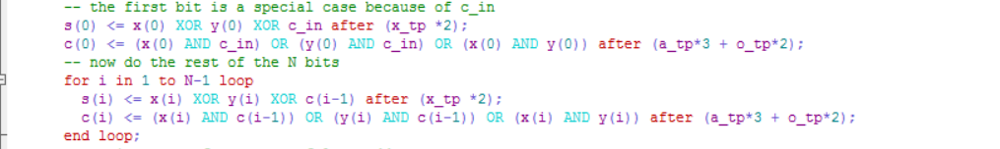 -- the first bit is a special case because of c_in
s(0) <= x(0) XOR y(0) XOR c_in after (x_tp *2);
c(0) <= (x(0) AND c_in) OR (y(0) AND c_in) OR (x(0) AND y(0)) after (a_tp*3 + o_tp*2);
-- now do the rest of the N bits
for i in 1 to N-1 loop
s(i) <= x(i) XOR y(i) XOR c(i-1) after (x_tp *2);
c(i) <= (x(i) AND c(i-1)) OR (y(i) AND c(i-1)) OR (x(i) AND y(i)) after (a_tp*3 + o_tp*2);
end loop;